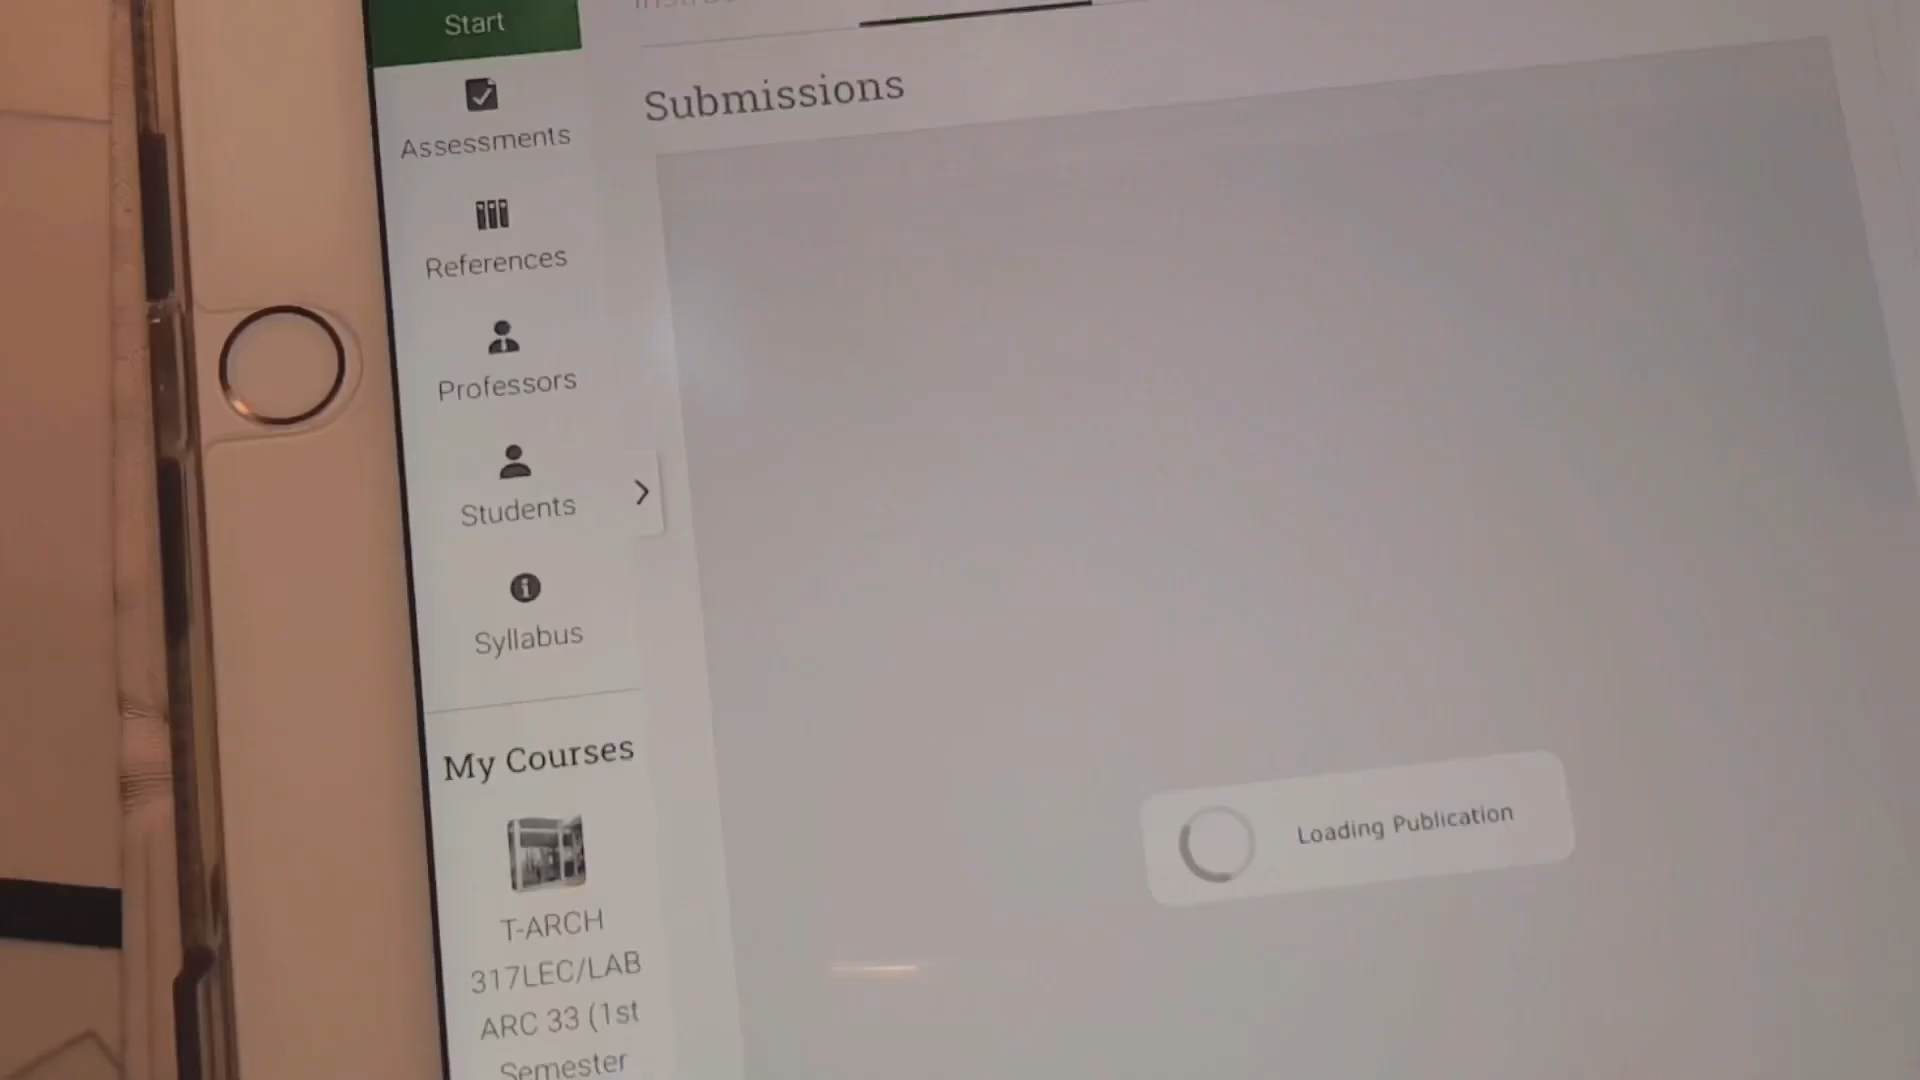 Start
Assessments
References
Professors
Students
Syllabus
My Courses
T-ARCH
317LEC/LAB
ARC 33 (1st
Semester
Submissions
Loading Publication